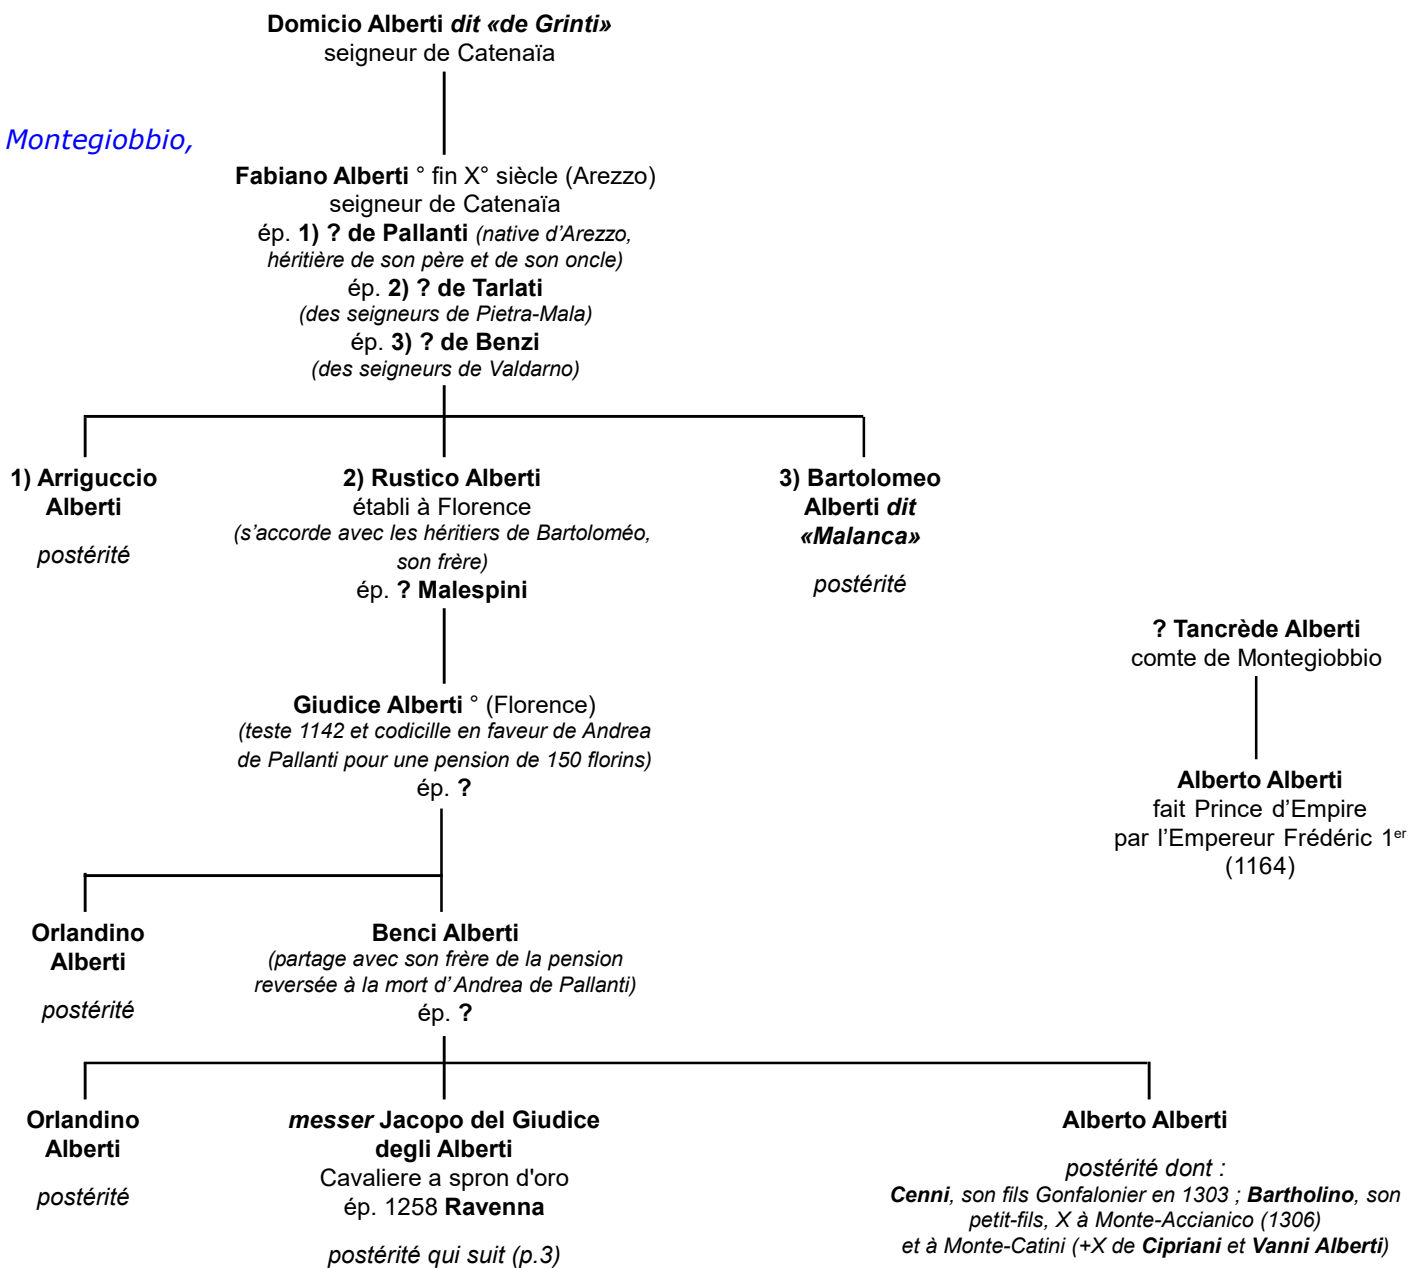 Domicio Alberti dit «de Grinti»
seigneur de Catenaïa
Montegiobbio,
Fabiano Alberti ° fin X° siècle (Arezzo)
seigneur de Catenaïa
ép. 1) ? de Pallanti (native d'Arezzo,
héritière de son père et de son oncle)
ép. 2) ? de Tarlati
(des seigneurs de Pietra-Mala)
ép. 3) ? de Benzi
(des seigneurs de Valdarno)
1) Arriguccio
Alberti
postérité
2) Rustico Alberti
établi à Florence
(s'accorde avec les héritiers de Bartoloméo,
son frère)
ép. ? Malespini
3) Bartolomeo
Alberti dit
«Malanca»
postérité
? Tancrède Alberti
comte de Montegiobbio
Giudice Alberti ° (Florence)
(teste 1142 et codicille en faveur de Andrea
de Pallanti pour une pension de 150 florins)
ép. ?
Alberto Alberti
fait Prince d'Empire
par l'Empereur Frédéric 1er
(1164)
Orlandino
Alberti
postérité
Benci Alberti
(partage avec son frère de la pension
reversée à la mort d' Andrea de Pallanti)
ép. ?
Orlandino
Alberti
postérité
messer Jacopo del Giudice
degli Alberti
Cavaliere a spron d'oro
ép. 1258 Ravenna
postérité qui suit (p.3)
Alberto Alberti
postérité dont :
Cenni, son fils Gonfalonier en 1303 ; Bartholino, son
petit-fils, X à Monte-Accianico (1306)
et à Monte-Catini (+X de Cipriani et Vanni Alberti)